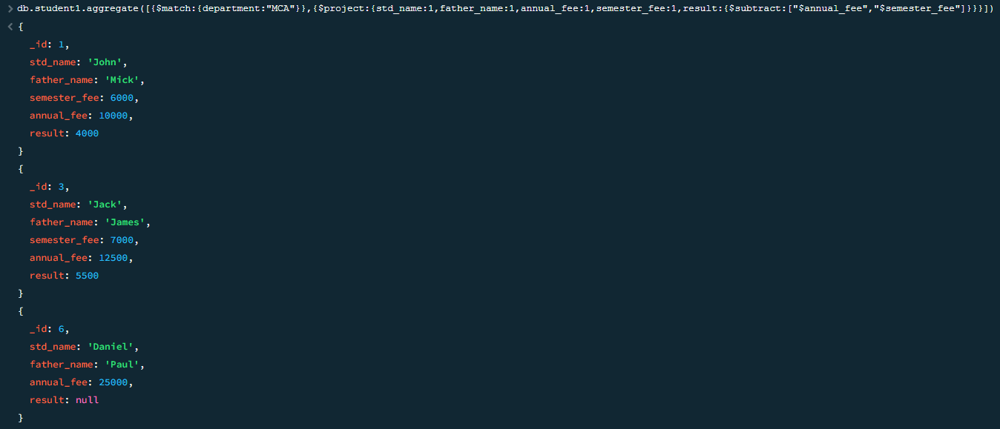 > db.student1.aggregate([{$match:{department:"MCA"}},{$project:{std_name:1,father_name:1,annual_fee:1,semester_fee:1,result:{$subtract:["$annual_fee","$semester_fee"]}}}])
< {
_id: 1,
std_name: 'John',
father_name: 'Mick',
semester_fee: 6000,
annual_fee: 10000,
result: 4000
}
{
_id: 3,
std_name: 'Jack',
father_name: 'James',
semester_fee: 7000,
annual_fee: 12500,
result: 5500
}
{
_id: 6,
std_name: 'Daniel',
father_name: 'Paul',
annual_fee: 25000,
result: null
}